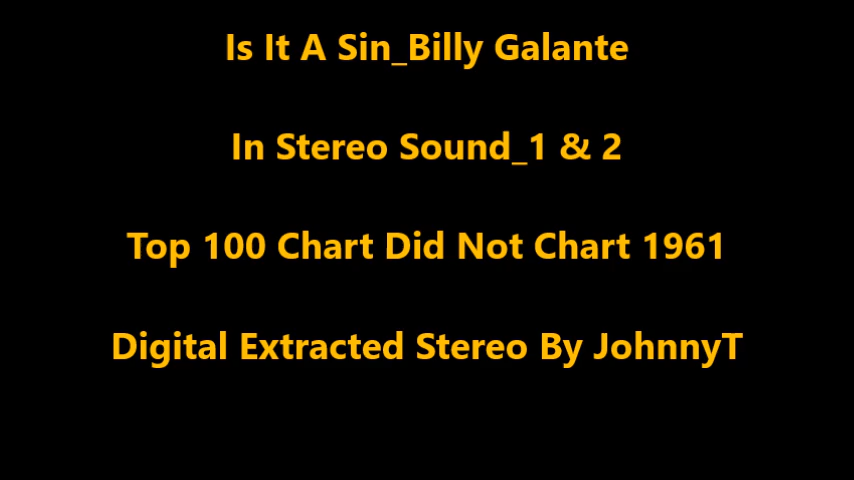 Is It A Sin_Billy Galante
In Stereo Sound_1 & 2
Top 100 Chart Did Not Chart 1961
Digital Extracted Stereo By JohnnyT